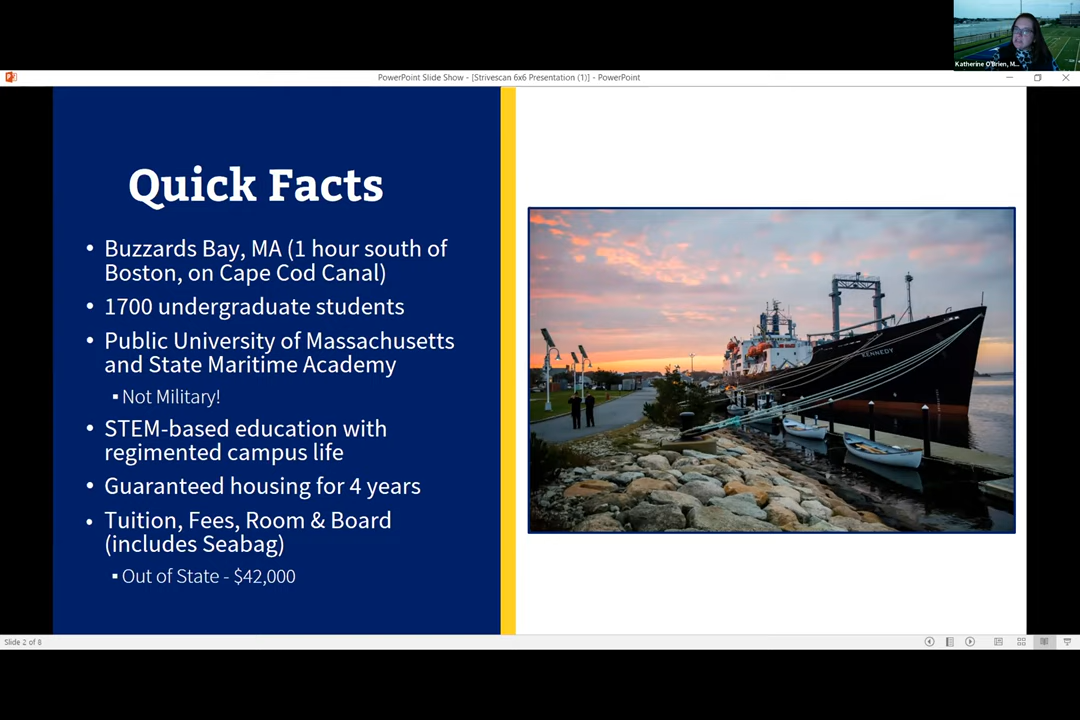 Katherine O'Brien, M...
PowerPoint Slide Show - [Strivescan 6x6 Presentation (1)] - PowerPoint
Quick Facts
• Buzzards Bay, MA (1 hour south of
Boston, on Cape Cod Canal)
• 1700 undergraduate students
• Public University of Massachusetts
and State Maritime Academy
▪ Not Military!
• STEM-based education with
regimented campus life
• Guaranteed housing for 4 years
• Tuition, Fees, Room & Board
(includes Seabag)
▪ Out of State - $42,000
KENNEDY
Slide 2 of 8